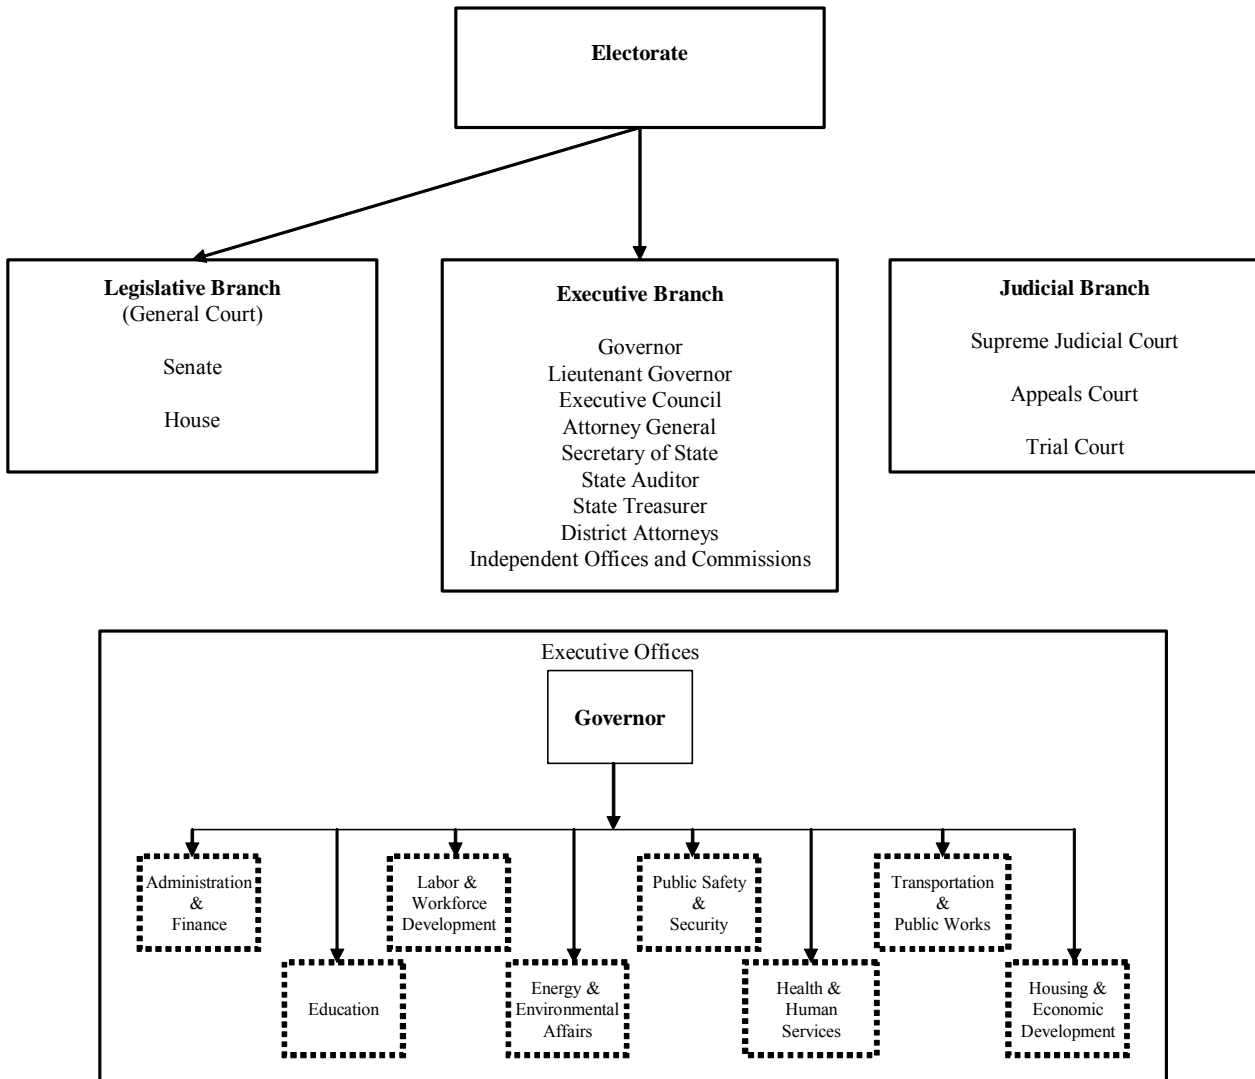 Electorate
Legislative Branch
(General Court)
Senate
House
Executive Branch
Governor
Lieutenant Governor
Executive Council
Attorney General
Secretary of State
State Auditor
State Treasurer
District Attorneys
Independent Offices and Commissions
Judicial Branch
Supreme Judicial Court
Appeals Court
Trial Court
Executive Offices
Governor
Administration
&
Finance
Labor &
Workforce
Development
Public Safety
&
Security
Transportation
&
Public Works
Education
Energy &
Environmental
Affairs
Health &
Human
Services
Housing &
Economic
Development